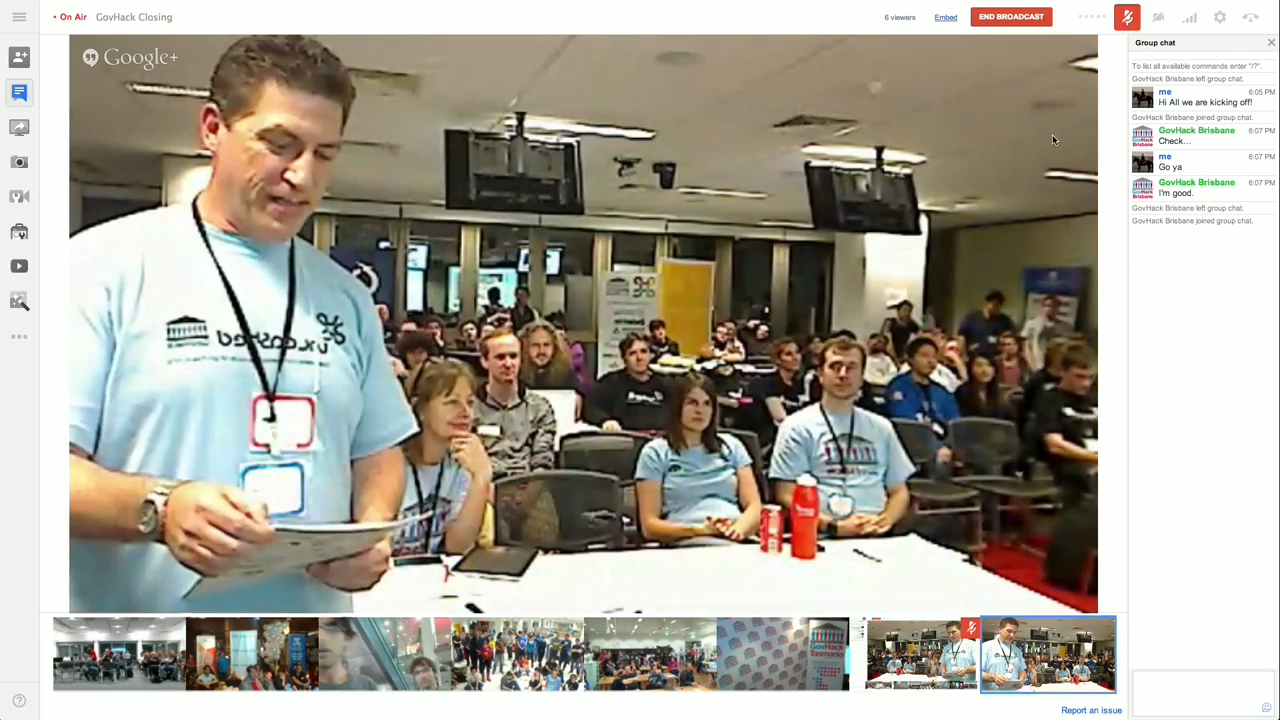 On Air
GovHack Closing
6 viewers
Embed
END BROADCAST
Google+
Group chat
To list all available commands enter "/?".
GovHack Brisbane left group chat.
me
6:05 PM
Hi All we are kicking off!
GovHack Brisbane joined group chat.
GovHack Brisbane
6:07 PM
Check...
me
6:07 PM
Go ya
GovHack Brisbane
6:07 PM
I'm good.
GovHack Brisbane left group chat.
GovHack Brisbane joined group chat.
unleashed
GovHack
Tasmania
Report an issue